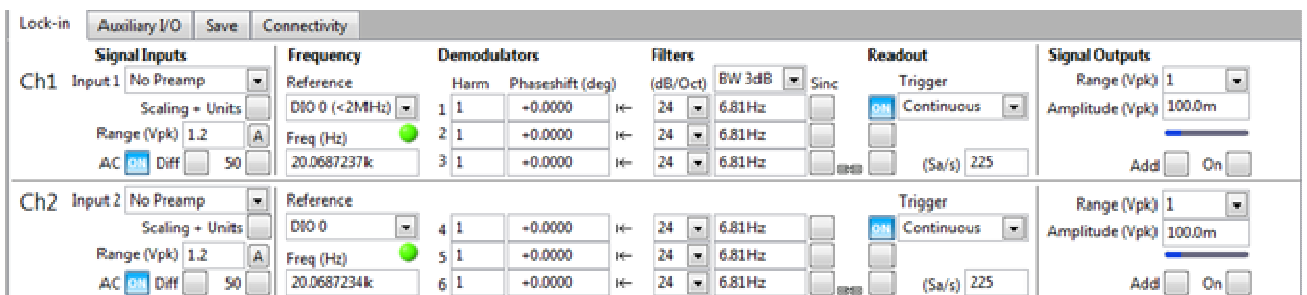 Lock-in Auxiliary I/O Save Connectivity
Signal Inputs Frequency Demodulators Filters Readout Signal Outputs
Ch1 Input 1 No Preamp Reference Harm Phaseshift (deg) (dB/Oct) BW 3dB Sinc Trigger Range (Vpk) 1
Scaling + Units DIO 0 (<2MHz) 1 1 +0.0000 24 6.81Hz ON Continuous Amplitude (Vpk) 100.0m
Range (Vpk) 1.2 A Freq (Hz) 2 1 +0.0000 24 6.81Hz
AC ON Diff 50 20.0687237k 3 1 +0.0000 24 6.81Hz (Sa/s) 225 Add On
Ch2 Input 2 No Preamp Reference Trigger Range (Vpk) 1
Scaling + Units DIO 0 4 1 +0.0000 24 6.81Hz ON Continuous Amplitude (Vpk) 100.0m
Range (Vpk) 1.2 A Freq (Hz) 5 1 +0.0000 24 6.81Hz
AC ON Diff 50 20.0687234k 6 1 +0.0000 24 6.81Hz (Sa/s) 225 Add On